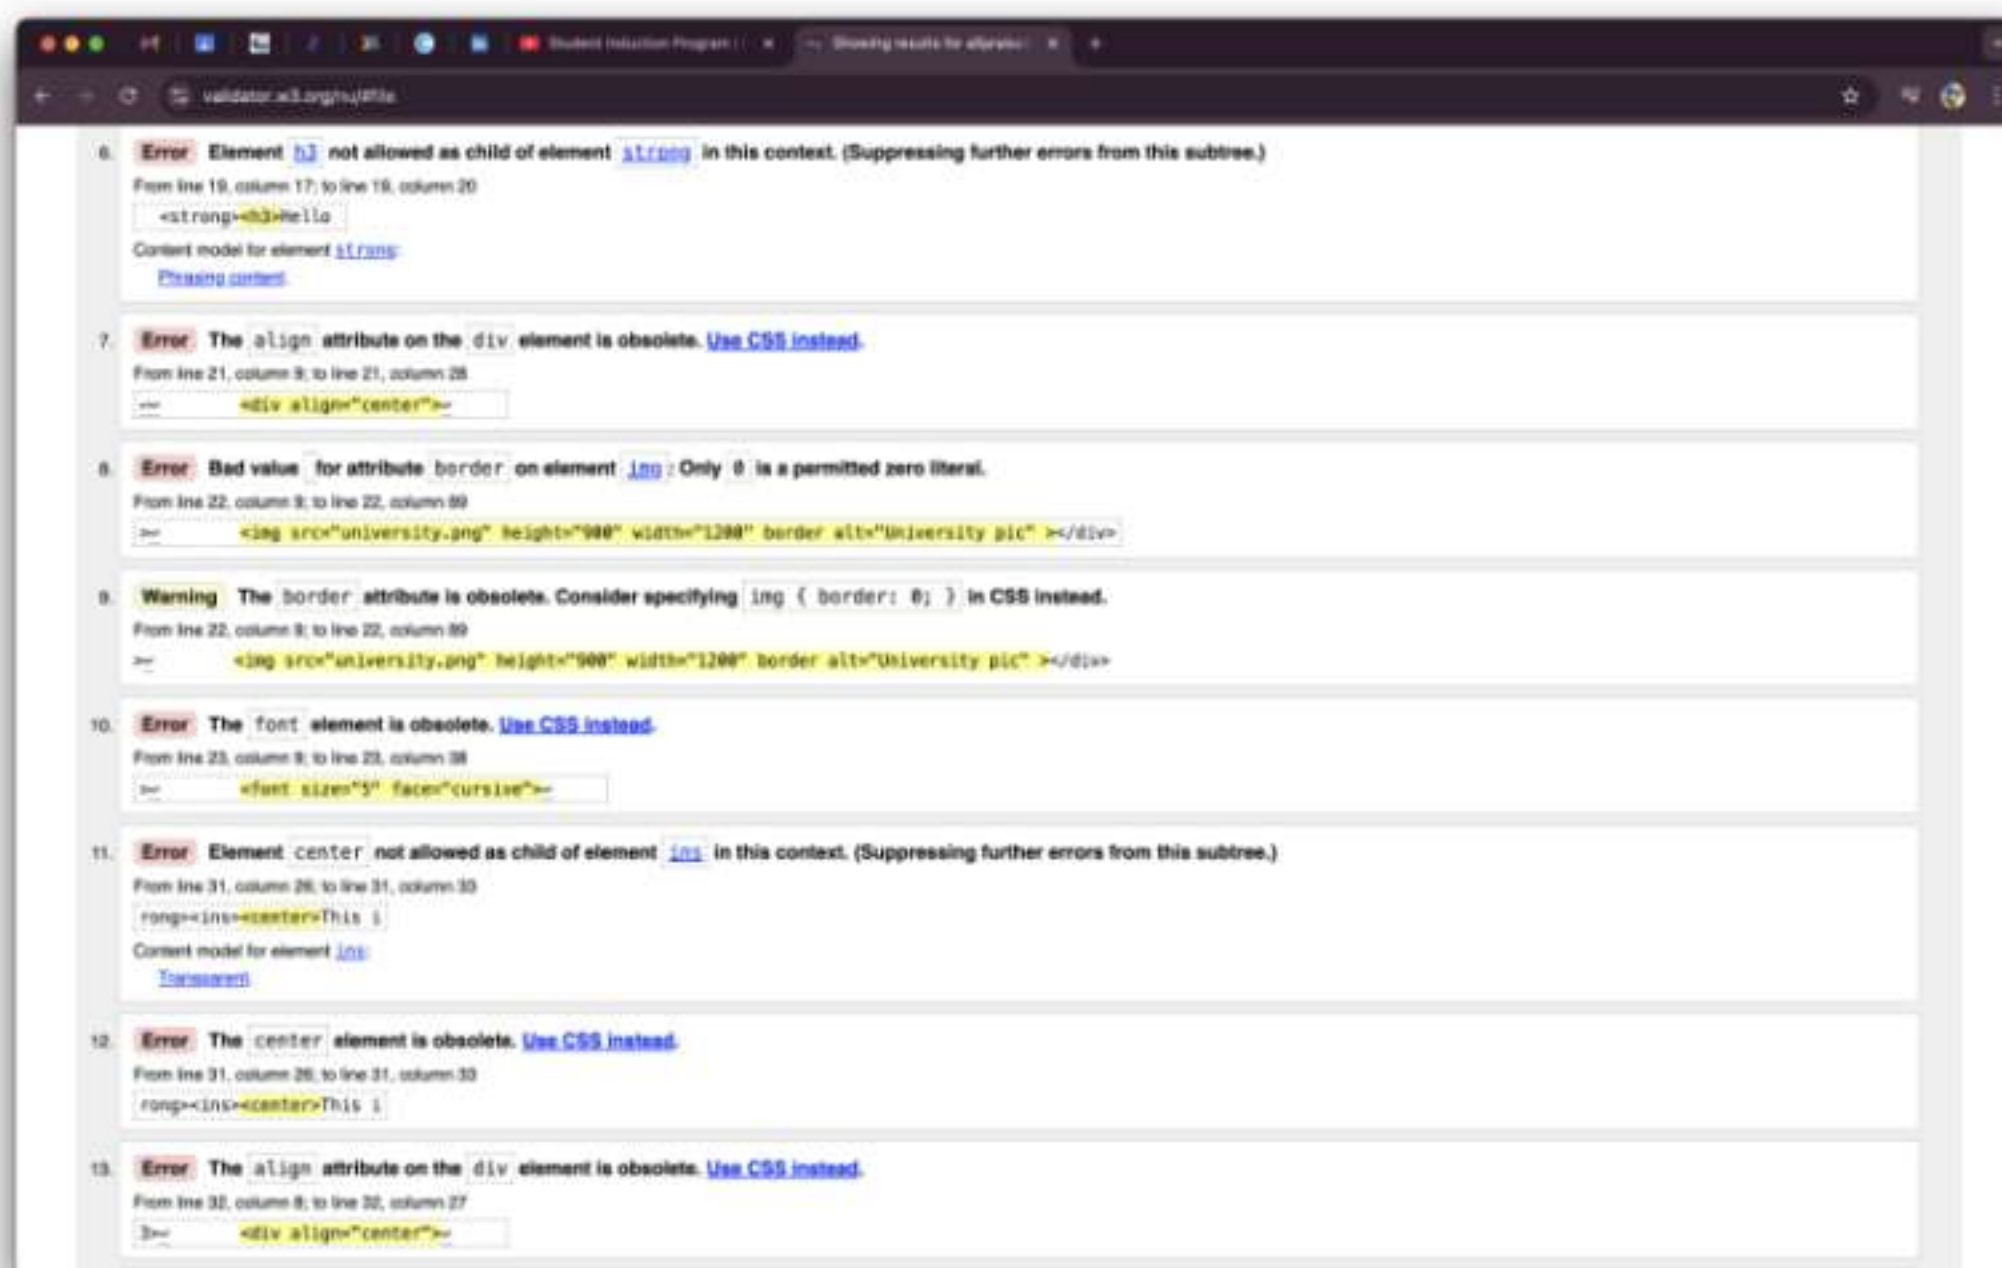 Student Induction Program |
Showing results for
validator.w3.org/nu/#file
6. Error Element h3 not allowed as child of element strong in this context. (Suppressing further errors from this subtree.)
From line 19, column 17; to line 19, column 20
<strong><h3>Hello
Content model for element strong:
Phrasing content.
7. Error The align attribute on the div element is obsolete. Use CSS instead.
From line 21, column 9; to line 21, column 28
<div align="center">↩
8. Error Bad value for attribute border on element img: Only 0 is a permitted zero literal.
From line 22, column 9; to line 22, column 89
>↩ <img src="university.png" height="900" width="1200" border alt="University pic" ></div>
9. Warning The border attribute is obsolete. Consider specifying img { border: 0; } in CSS instead.
From line 22, column 9; to line 22, column 89
>↩ <img src="university.png" height="900" width="1200" border alt="University pic" ></div>
10. Error The font element is obsolete. Use CSS instead.
From line 23, column 9; to line 23, column 38
>↩ <font size="5" face="cursive">↩
11. Error Element center not allowed as child of element ins in this context. (Suppressing further errors from this subtree.)
From line 31, column 26; to line 31, column 33
rong><ins><center>This i
Content model for element ins:
Transparent.
12. Error The center element is obsolete. Use CSS instead.
From line 31, column 26; to line 31, column 33
rong><ins><center>This i
13. Error The align attribute on the div element is obsolete. Use CSS instead.
From line 32, column 8; to line 32, column 27
3>↩ <div align="center">↩